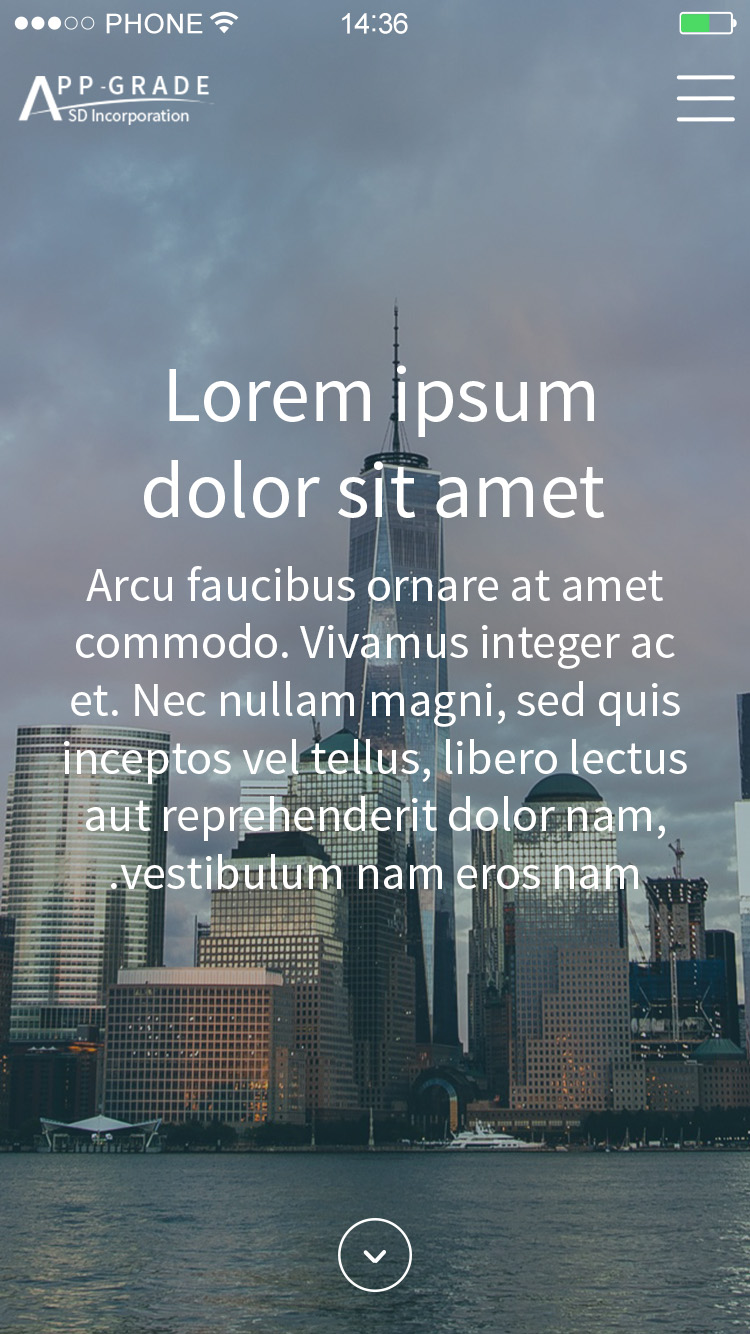 PHONE 14:36
APP-GRADE
SD Incorporation
Lorem ipsum
dolor sit amet
Arcu faucibus ornare at amet
commodo. Vivamus integer ac
et. Nec nullam magni, sed quis
inceptos vel tellus, libero lectus
aut reprehenderit dolor nam,
.vestibulum nam eros nam